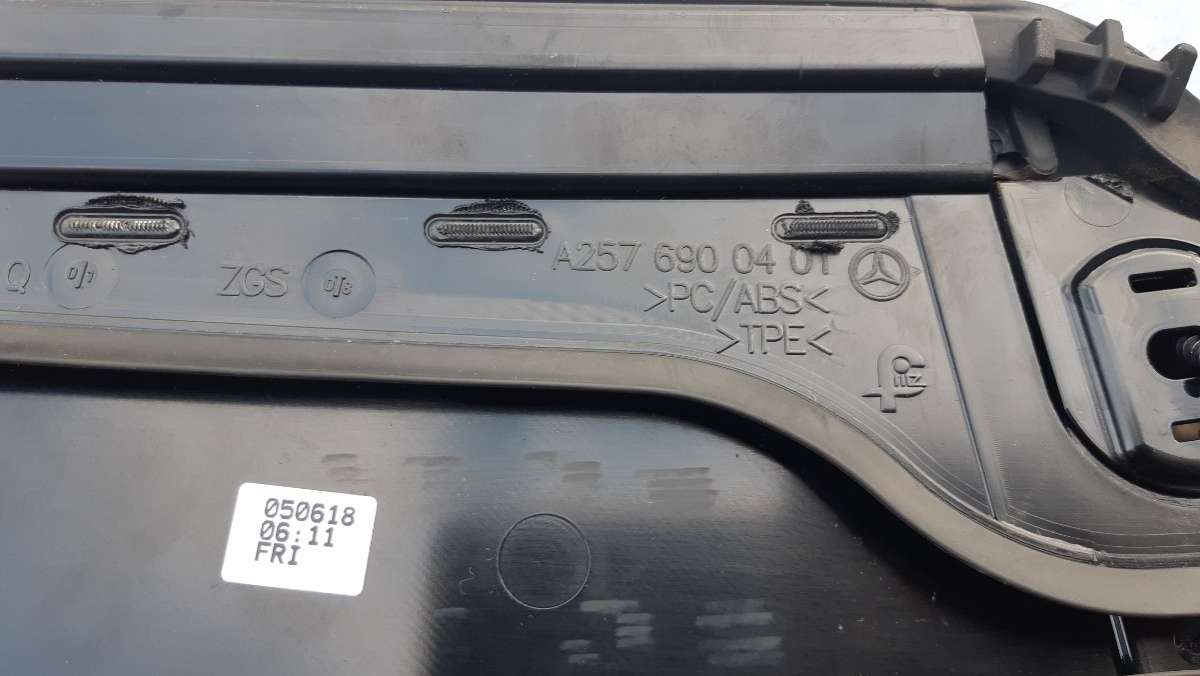 A257 690 04 01
Q
ZGS
>PC/ABS<
>TPE<
050618
06:11
FRI